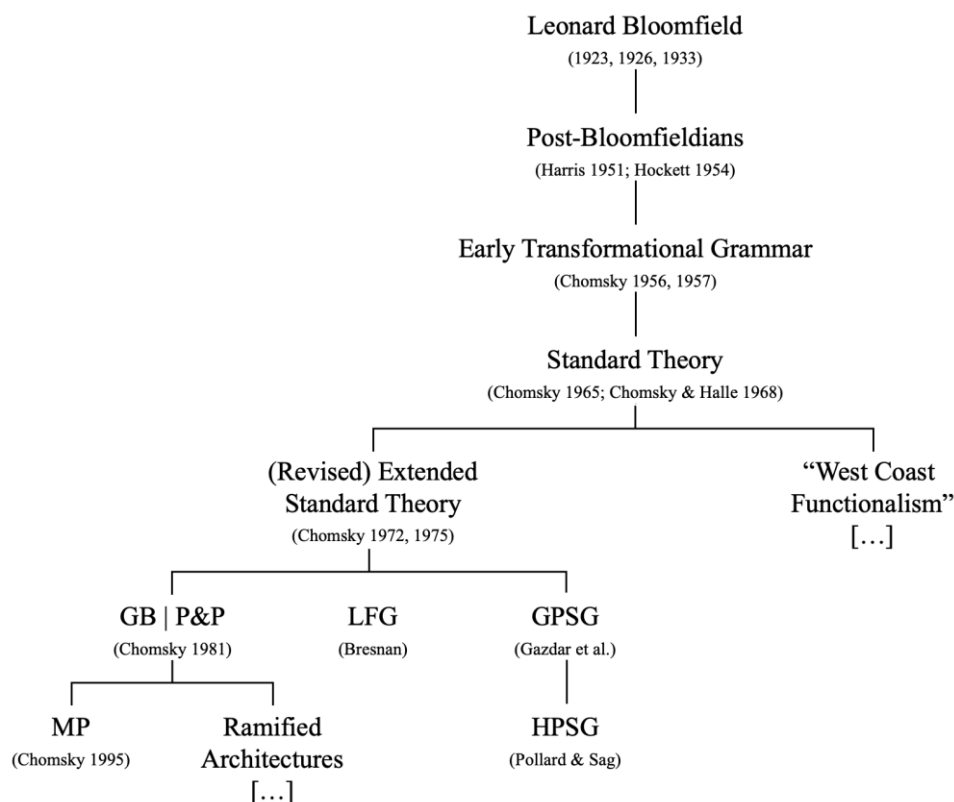 Leonard Bloomfield
(1923, 1926, 1933)
Post-Bloomfieldians
(Harris 1951; Hockett 1954)
Early Transformational Grammar
(Chomsky 1956, 1957)
Standard Theory
(Chomsky 1965; Chomsky & Halle 1968)
(Revised) Extended
Standard Theory
(Chomsky 1972, 1975)
“West Coast
Functionalism”
[…]
GB | P&P
(Chomsky 1981)
LFG
(Bresnan)
GPSG
(Gazdar et al.)
MP
(Chomsky 1995)
Ramified
Architectures
[…]
HPSG
(Pollard & Sag)